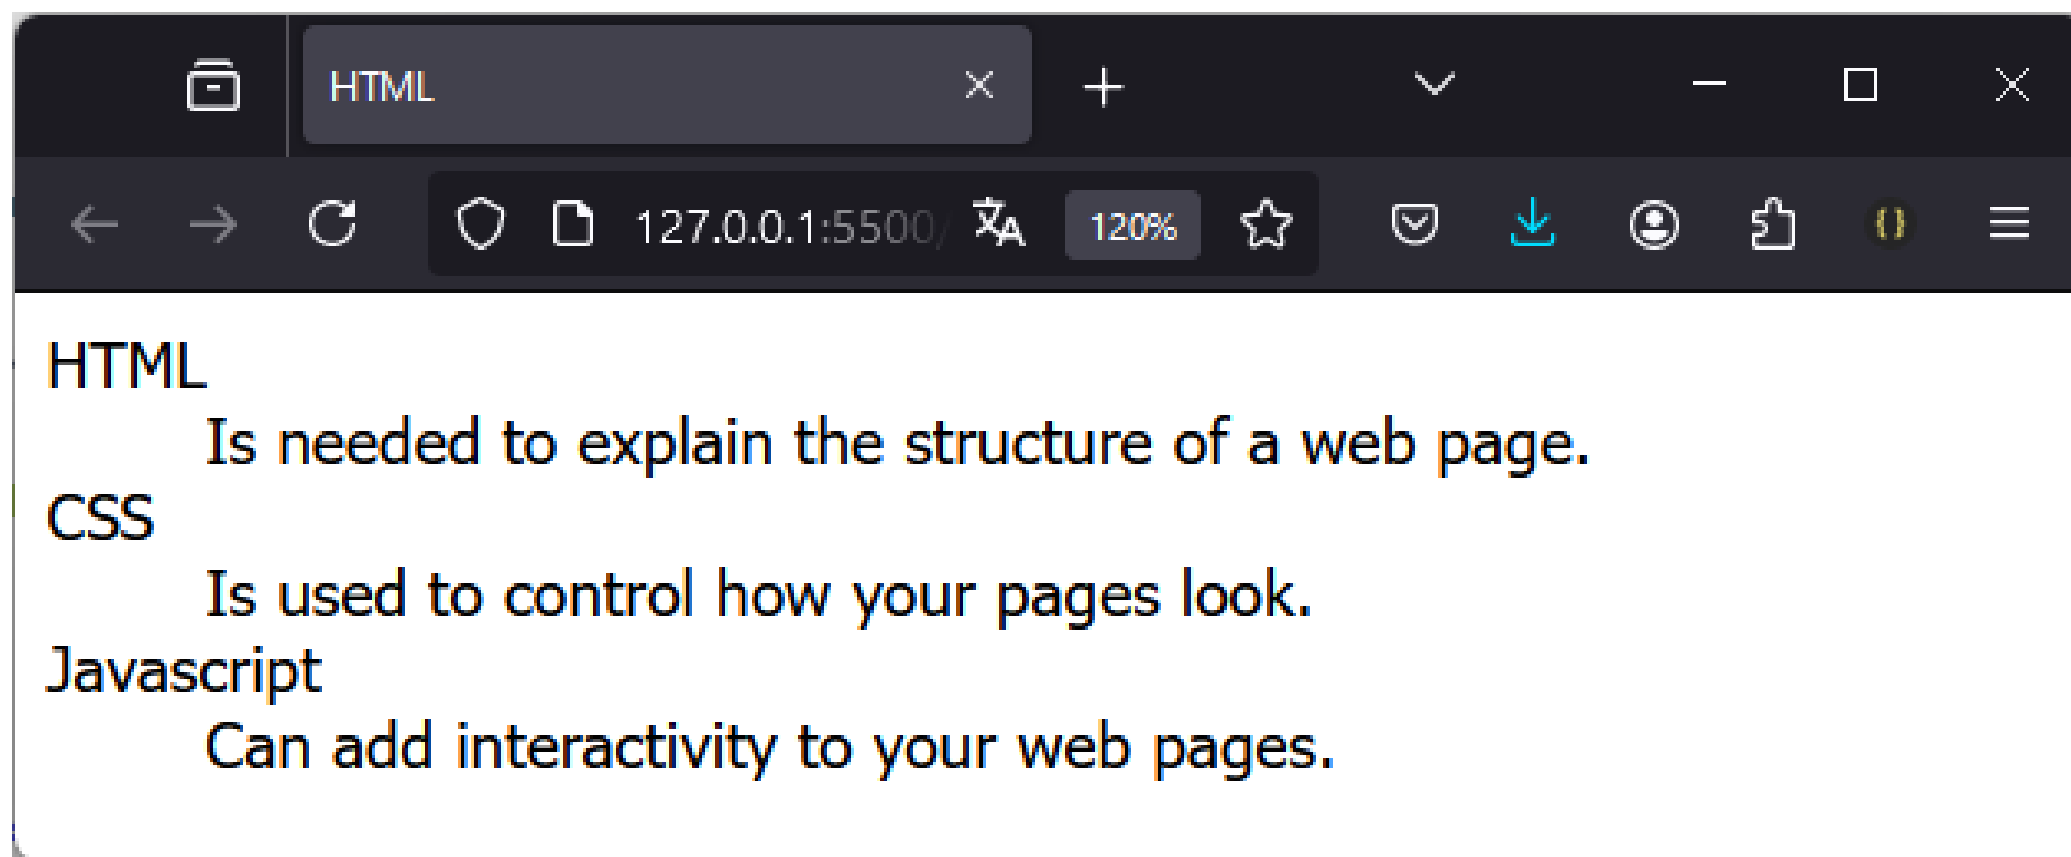 HTML
127.0.0.1:5500/ 120%
HTML
Is needed to explain the structure of a web page.
CSS
Is used to control how your pages look.
Javascript
Can add interactivity to your web pages.